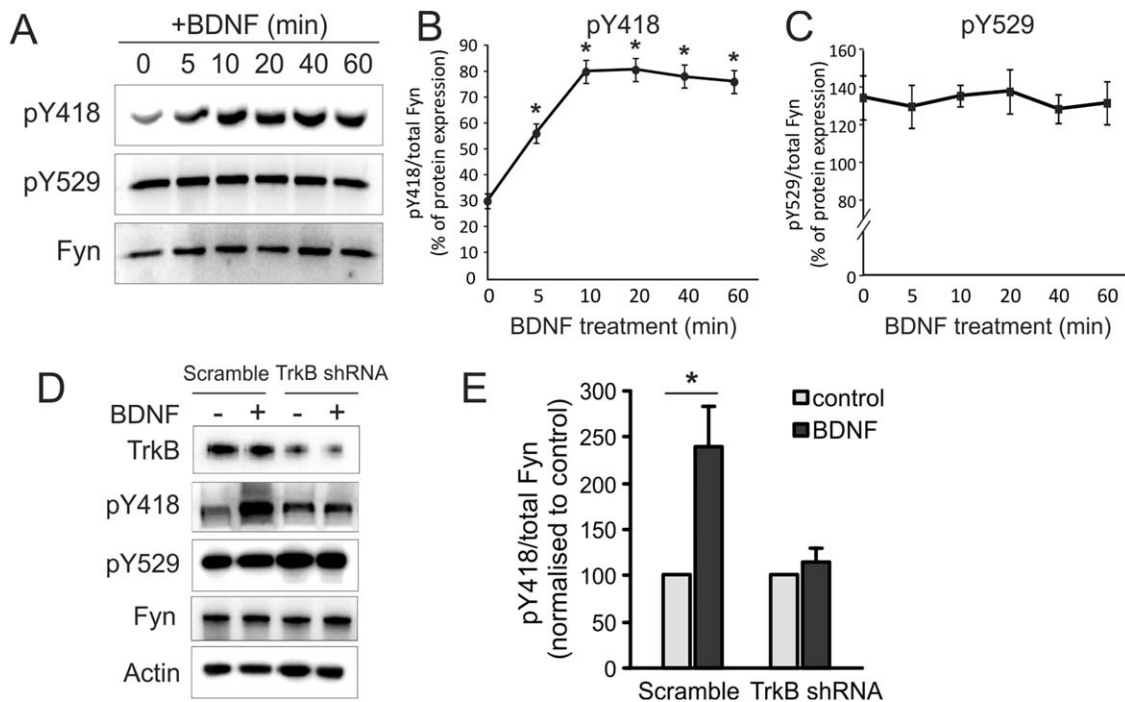 A
+BDNF (min)
0 5 10 20 40 60
pY418
pY529
Fyn
B
pY418
pY418/total Fyn
(% of protein expression)
90
80
70
60
50
40
30
20
10
0
0 5 10 20 40 60
* * * * *
BDNF treatment (min)
C
pY529
pY529/total Fyn
(% of protein expression)
160
140
120
100
80
0
0 5 10 20 40 60
BDNF treatment (min)
D
Scramble TrkB shRNA
BDNF - + - +
TrkB
pY418
pY529
Fyn
Actin
E
pY418/total Fyn
(normalised to control)
300
250
200
150
100
50
0
*
control
BDNF
Scramble TrkB shRNA